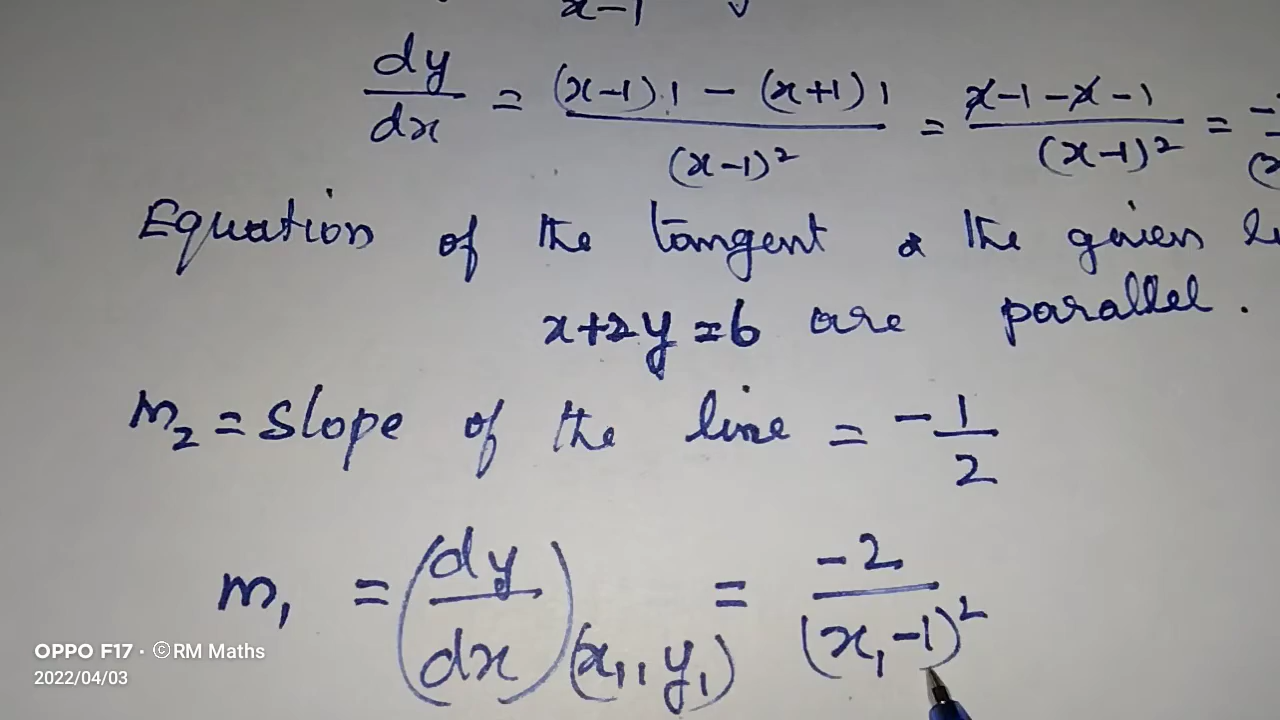 x-1
dy/dx = (x-1).1 - (x+1)1 / (x-1)² = x-1-x-1 / (x-1)² =
Equation of the tangent & the given
x+2y=6 are parallel.
m₂ = Slope of the line = -1/2
m₁ = (dy/dx)(x₁, y₁) = -2/(x₁-1)²
OPPO F17 · ©RM Maths
2022/04/03